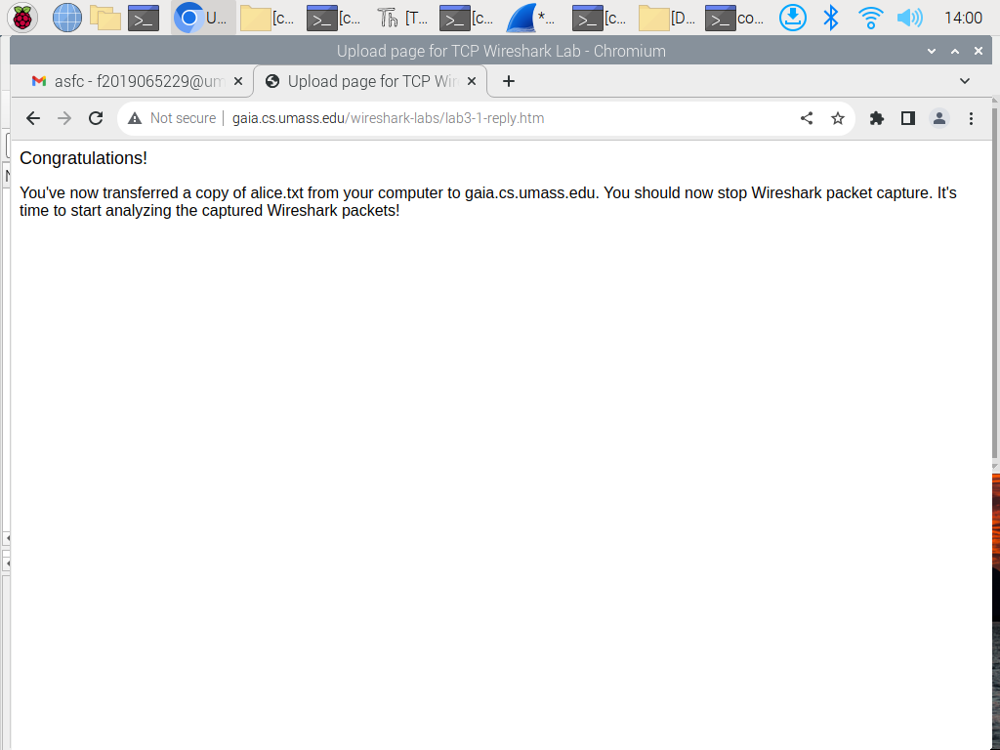 U... [c... [c... [T... [c... *... [c... [D... co... 14:00
Upload page for TCP Wireshark Lab - Chromium
asfc - f2019065229@um Upload page for TCP Wir
Not secure gaia.cs.umass.edu/wireshark-labs/lab3-1-reply.htm
Congratulations!
You've now transferred a copy of alice.txt from your computer to gaia.cs.umass.edu. You should now stop Wireshark packet capture. It's
time to start analyzing the captured Wireshark packets!